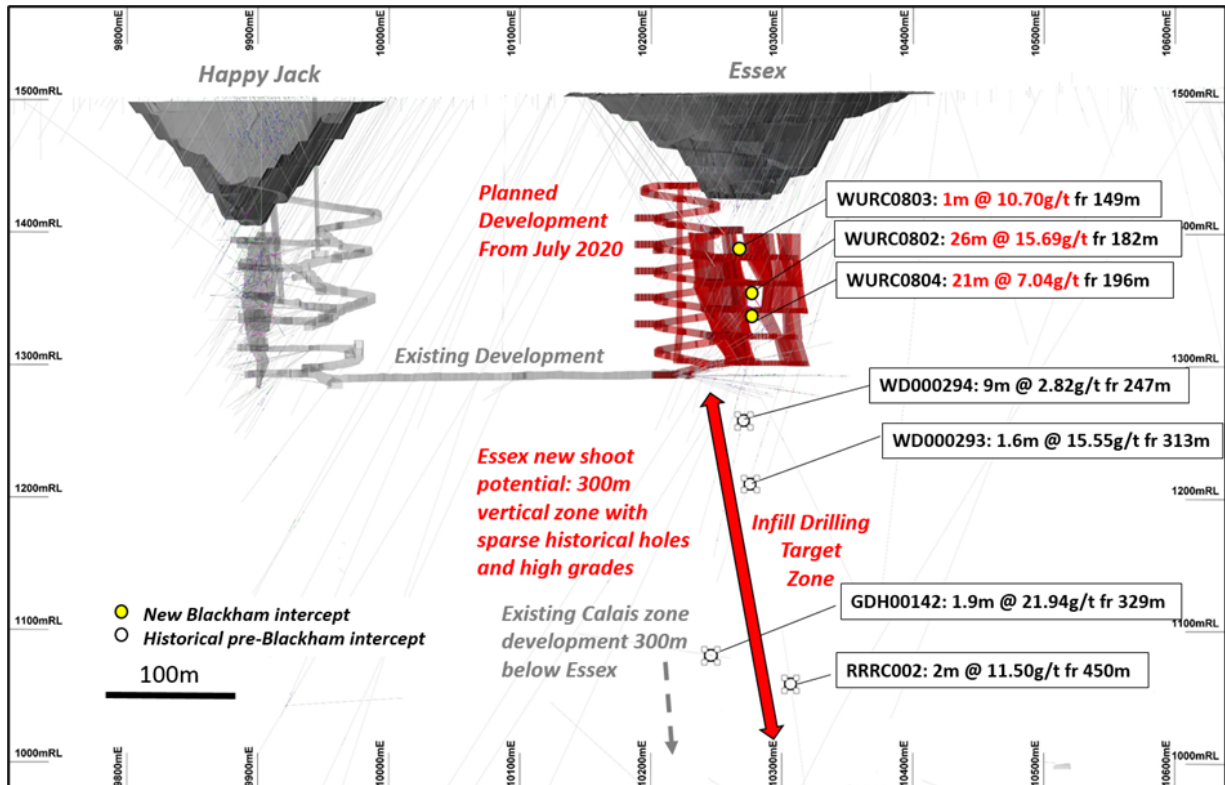 9800mE
9900mE
10000mE
10100mE
10200mE
10300mE
10400mE
10500mE
10600mE
Happy Jack
Essex
1500mRL
1500mRL
Planned
Development
From July 2020
WURC0803: 1m @ 10.70g/t fr 149m
WURC0802: 26m @ 15.69g/t fr 182m
WURC0804: 21m @ 7.04g/t fr 196m
1400mRL
Existing Development
1300mRL
1300mRL
WD000294: 9m @ 2.82g/t fr 247m
WD000293: 1.6m @ 15.55g/t fr 313m
Essex new shoot
potential: 300m
vertical zone with
sparse historical holes
and high grades
1200mRL
1200mRL
Infill Drilling
Target
Zone
New Blackham intercept
Historical pre-Blackham intercept
100m
Existing Calais zone
development 300m
below Essex
GDH00142: 1.9m @ 21.94g/t fr 329m
RRRC002: 2m @ 11.50g/t fr 450m
1100mRL
1100mRL
1000mRL
1000mRL
9800mE
9900mE
10000mE
10100mE
10200mE
10300mE
10400mE
10500mE
10600mE